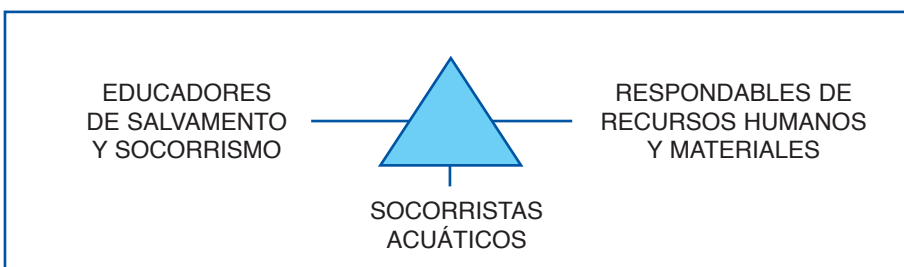 EDUCADORES
DE SALVAMENTO
Y SOCORRISMO
RESPONDABLES DE
RECURSOS HUMANOS
Y MATERIALES
SOCORRISTAS
ACUÁTICOS